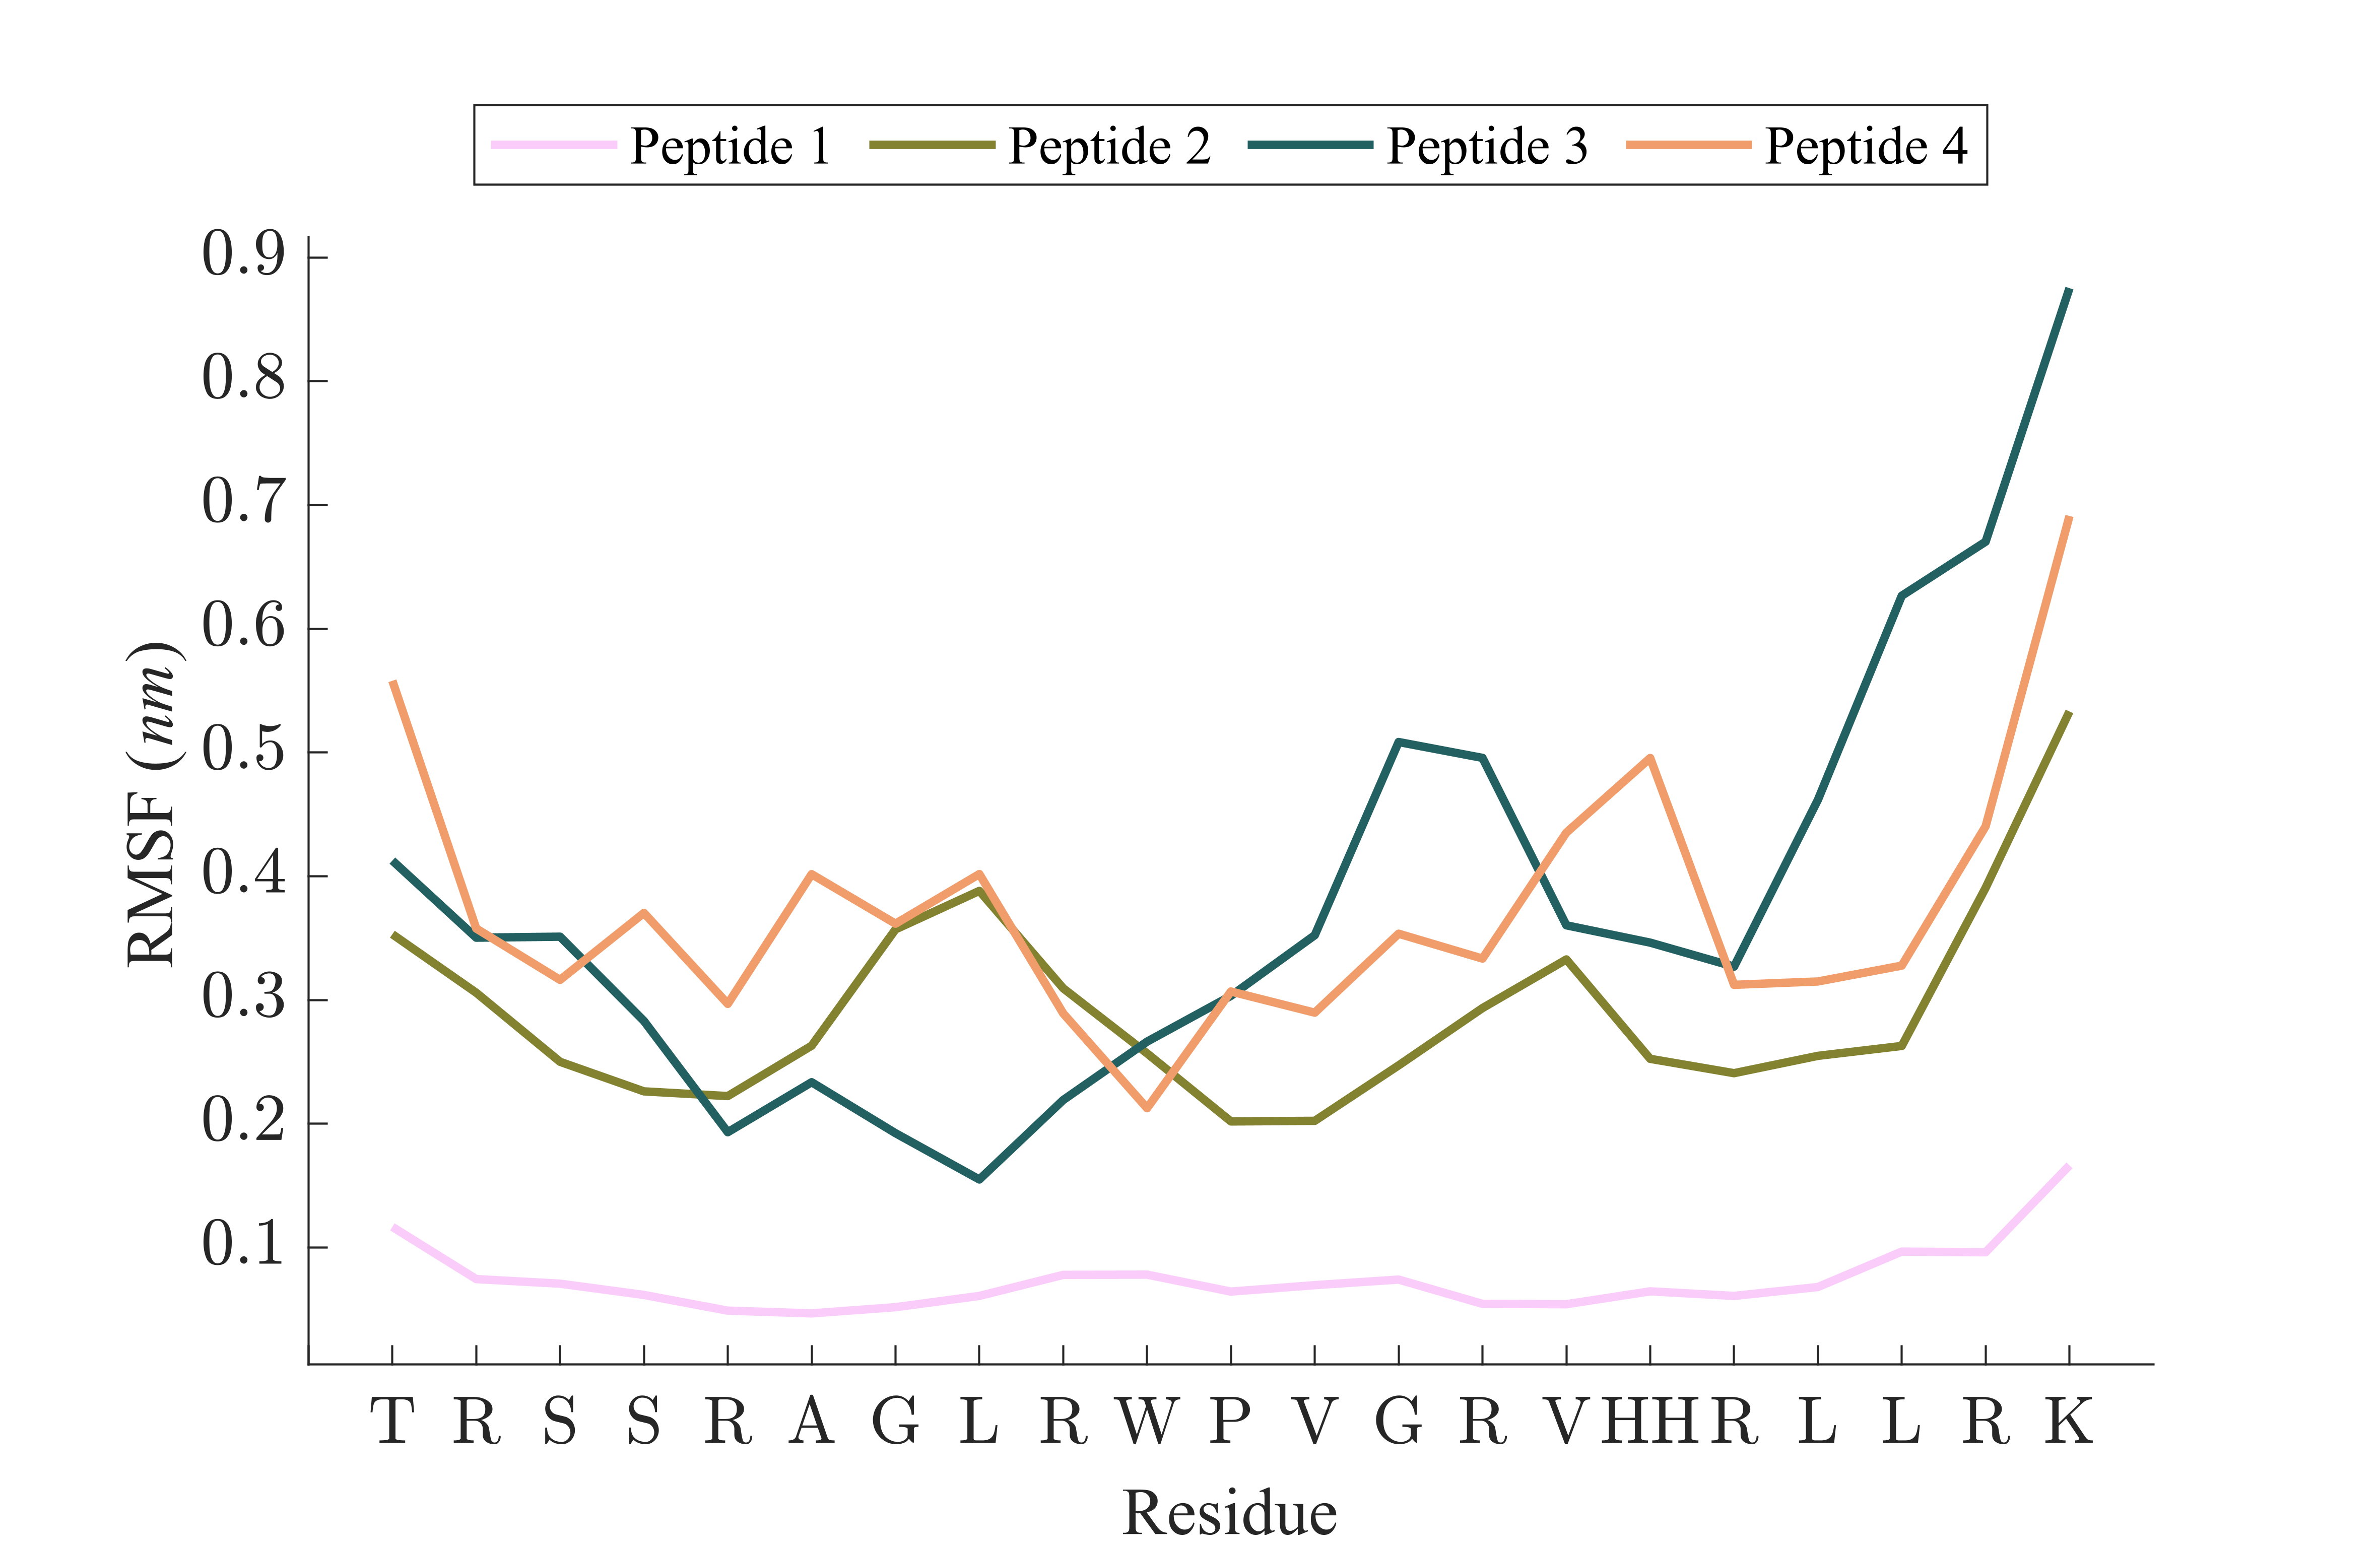 Peptide 1 Peptide 2 Peptide 3 Peptide 4
0.9
0.8
0.7
0.6
0.5
0.4
0.3
0.2
0.1
RMSF (nm)
T R S S R A G L R W P V G R V HH R L L R K
Residue